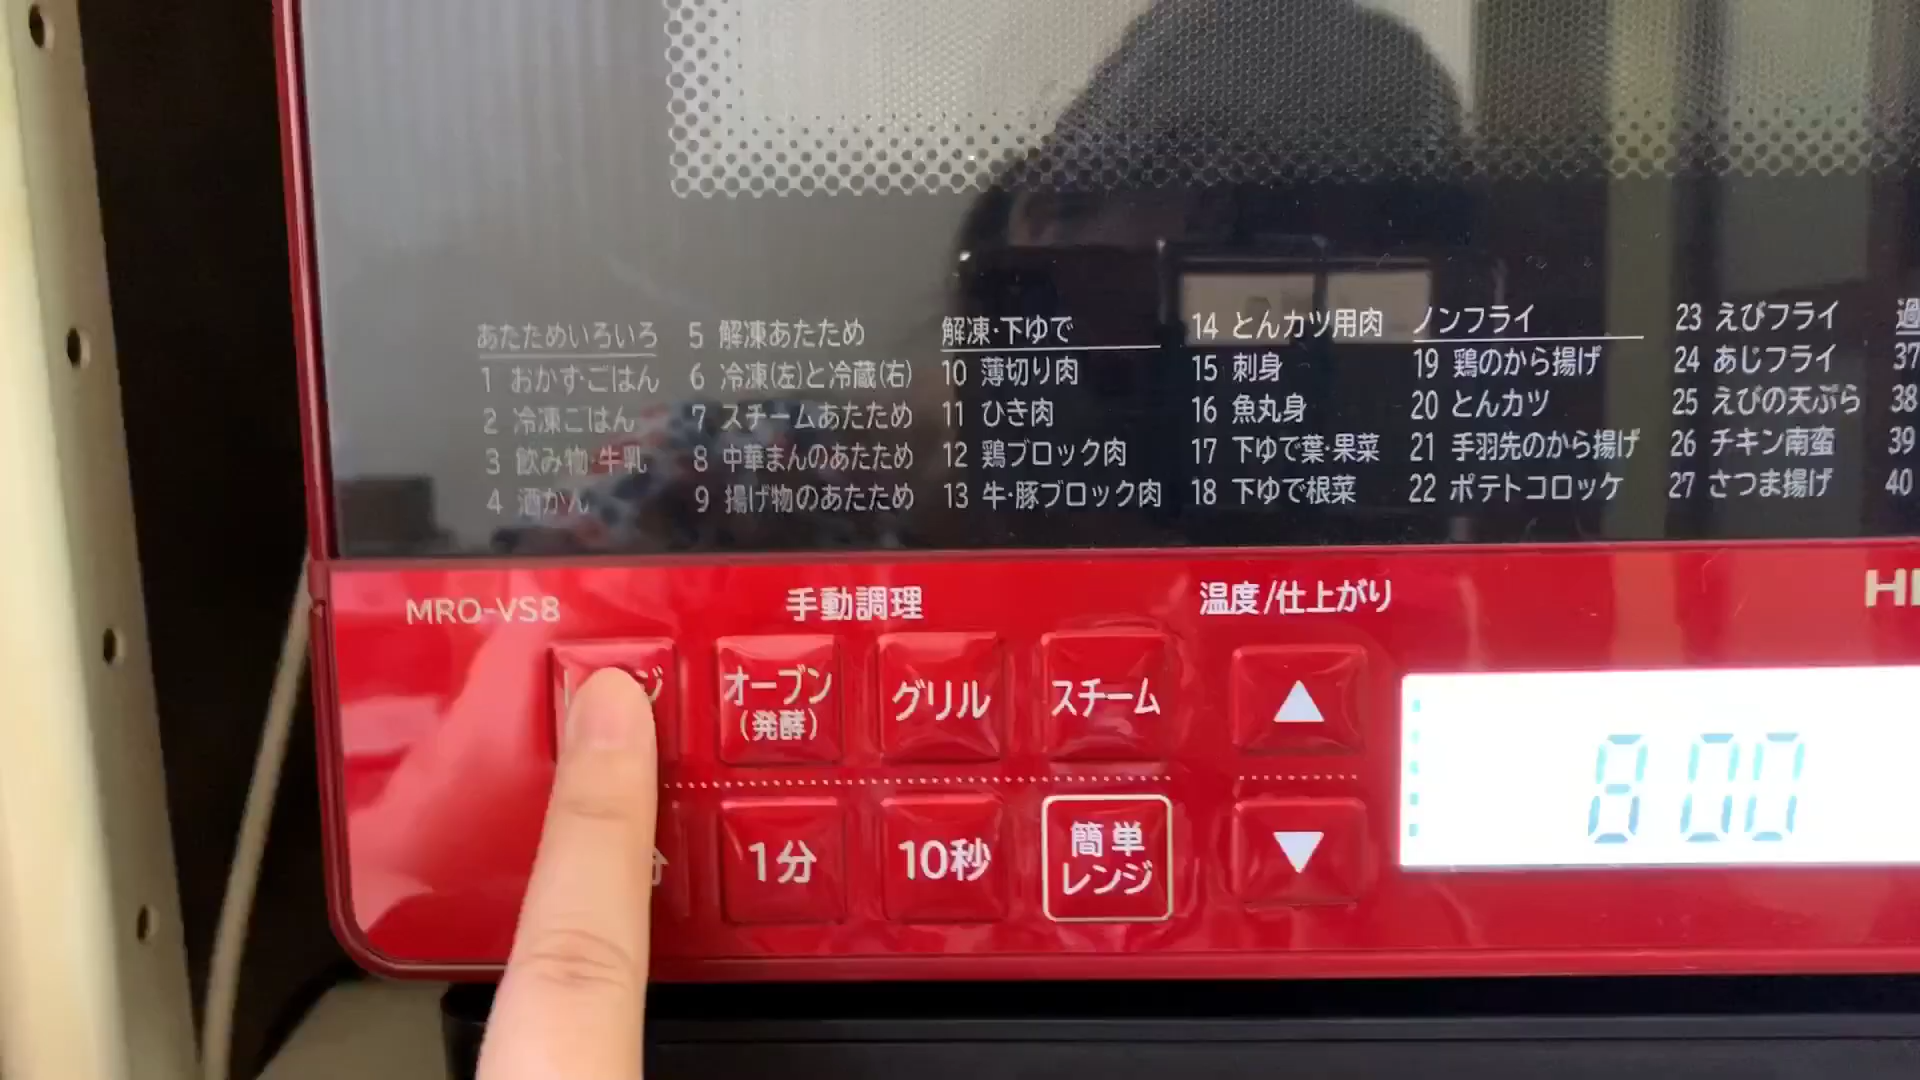 あたためいろいろ
1 おかず・ごはん
2 冷凍ごはん
3 飲み物・牛乳
4 酒かん
5 解凍あたため
6 冷凍(左)と冷蔵(右)
7 スチームあたため
8 中華まんのあたため
9 揚げ物のあたため
解凍・下ゆで
10 薄切り肉
11 ひき肉
12 鶏ブロック肉
13 牛・豚ブロック肉
14 とんカツ用肉
15 刺身
16 魚丸身
17 下ゆで葉・果菜
18 下ゆで根菜
ノンフライ
19 鶏のから揚げ
20 とんカツ
21 手羽先のから揚げ
22 ポテトコロッケ
23 えびフライ
24 あじフライ
25 えびの天ぷら
26 チキン南蛮
27 さつま揚げ
過
37
38
39
40
MRO-VS8
手動調理
温度/仕上がり
HI
オーブン
(発酵)
グリル
スチーム
8 00
分
1分
10秒
簡単
レンジ